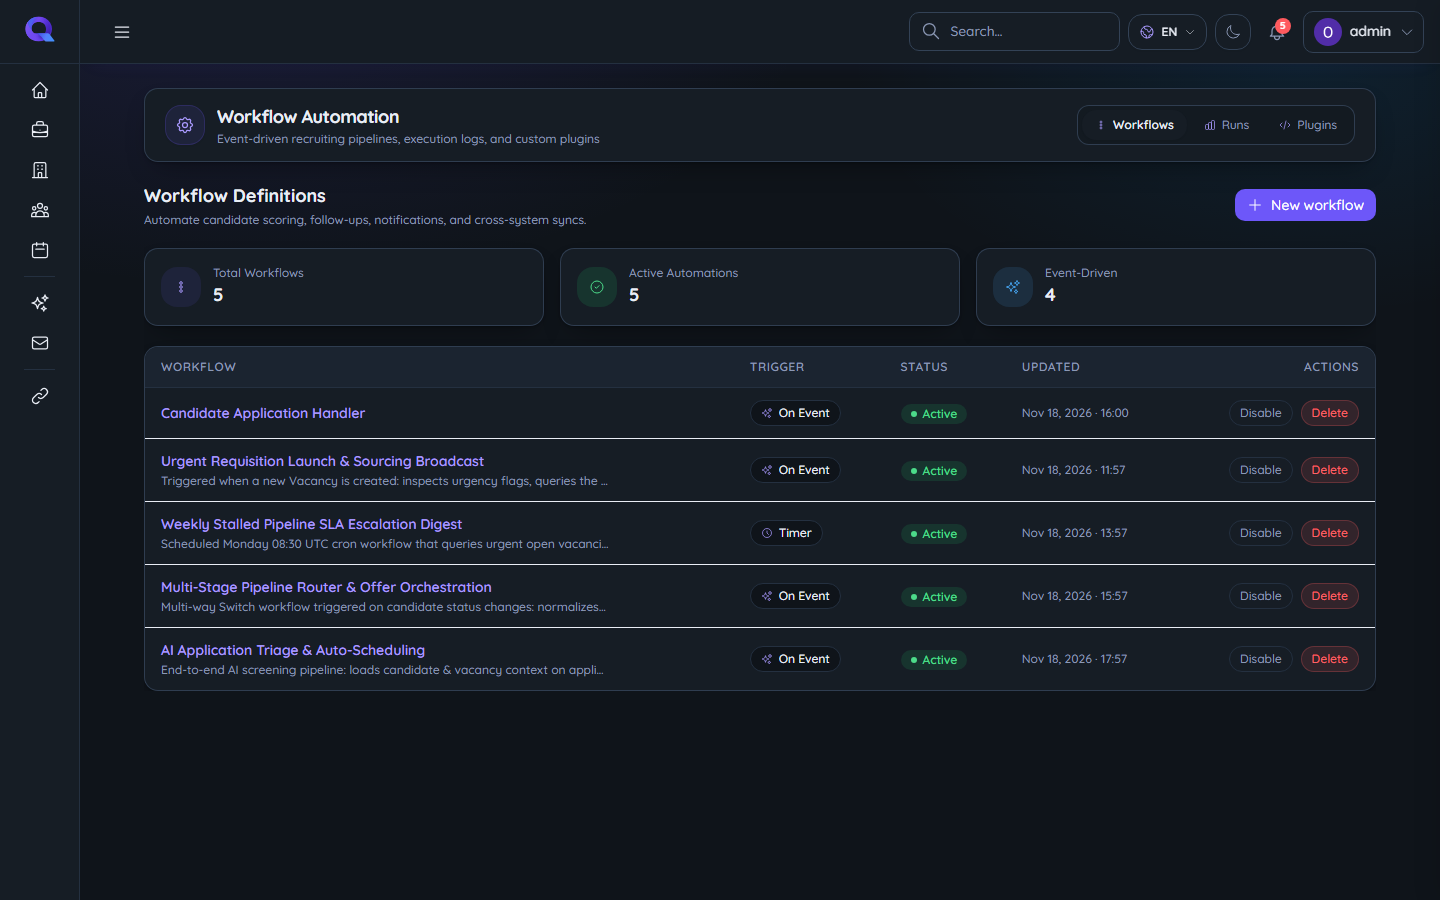 Search...
EN
5
O
admin
Workflow Automation
Event-driven recruiting pipelines, execution logs, and custom plugins
Workflows
Runs
Plugins
Workflow Definitions
Automate candidate scoring, follow-ups, notifications, and cross-system syncs.
New workflow
Total Workflows
5
Active Automations
5
Event-Driven
4
WORKFLOW TRIGGER STATUS UPDATED ACTIONS
Candidate Application Handler On Event Active Nov 18, 2026 · 16:00 Disable Delete
Urgent Requisition Launch & Sourcing Broadcast
Triggered when a new Vacancy is created: inspects urgency flags, queries the ...
On Event Active Nov 18, 2026 · 11:57 Disable Delete
Weekly Stalled Pipeline SLA Escalation Digest
Scheduled Monday 08:30 UTC cron workflow that queries urgent open vacanci...
Timer Active Nov 18, 2026 · 13:57 Disable Delete
Multi-Stage Pipeline Router & Offer Orchestration
Multi-way Switch workflow triggered on candidate status changes: normalizes...
On Event Active Nov 18, 2026 · 15:57 Disable Delete
AI Application Triage & Auto-Scheduling
End-to-end AI screening pipeline: loads candidate & vacancy context on appli...
On Event Active Nov 18, 2026 · 17:57 Disable Delete